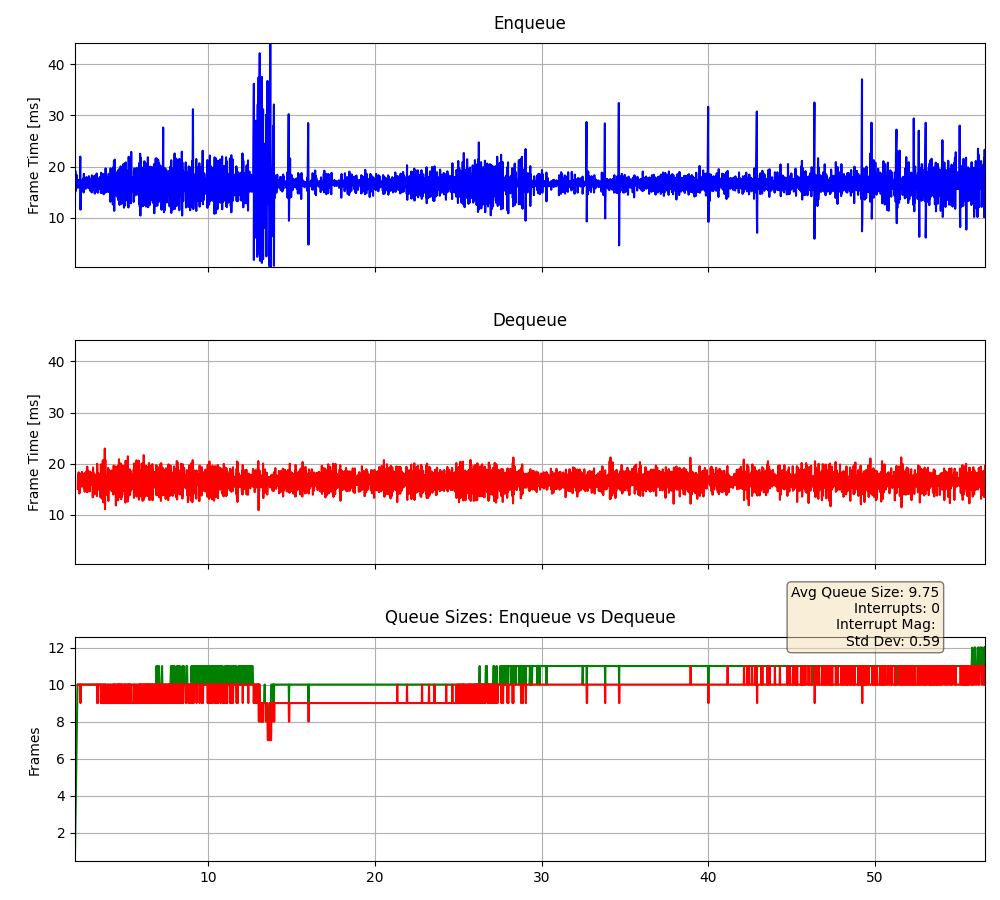 Enqueue
Frame Time [ms]
40
30
20
10
Dequeue
Frame Time [ms]
40
30
20
10
Avg Queue Size: 9.75
Interrupts: 0
Interrupt Mag:
Std Dev: 0.59
Queue Sizes: Enqueue vs Dequeue
Frames
12
10
8
6
4
2
10 20 30 40 50